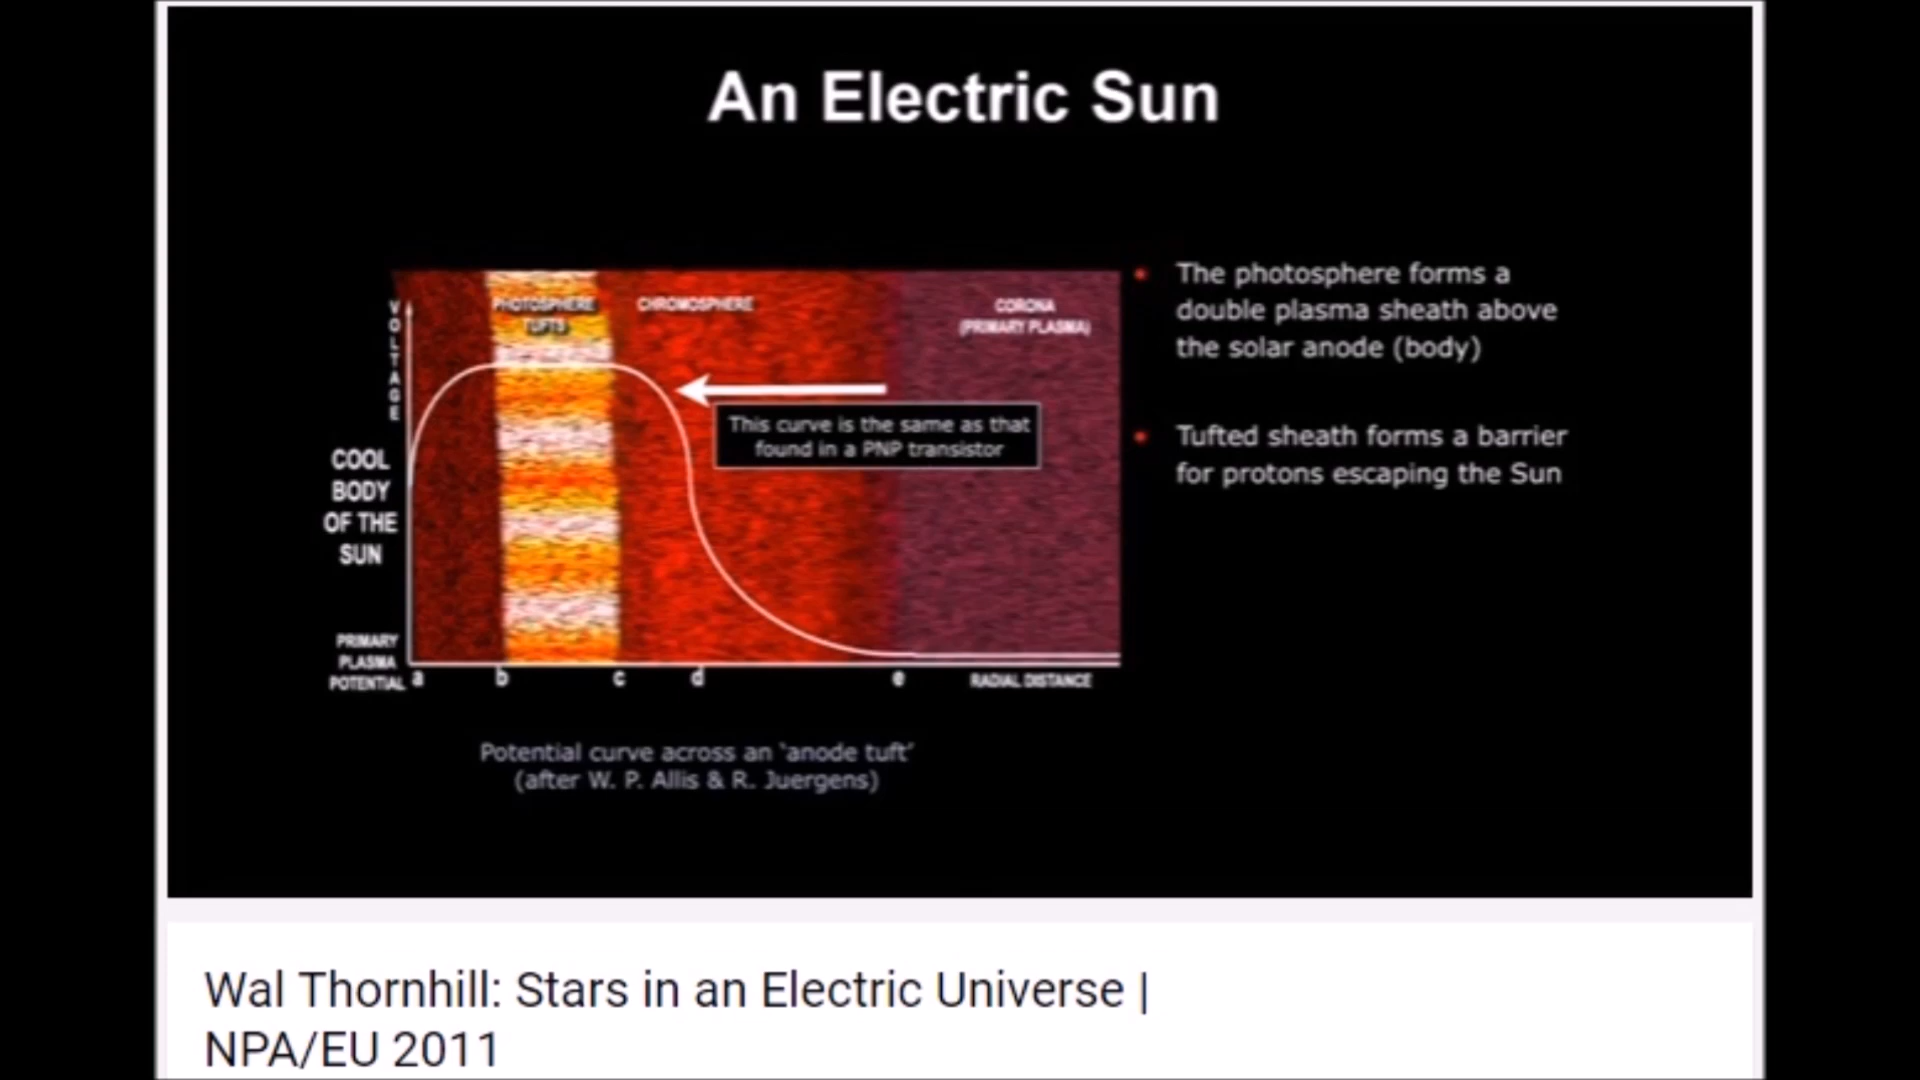 An Electric Sun
VOLTAGE
PHOTOSPHERE
TUFTS
CHROMOSPHERE
CORONA
(PRIMARY PLASMA)
This curve is the same as that
found in a PNP transistor
COOL
BODY
OF THE
SUN
PRIMARY
PLASMA
POTENTIAL
a b c d e RADIAL DISTANCE
Potential curve across an ‘anode tuft’
(after W. P. Allis & R. Juergens)
• The photosphere forms a
double plasma sheath above
the solar anode (body)
• Tufted sheath forms a barrier
for protons escaping the Sun
Wal Thornhill: Stars in an Electric Universe |
NPA/EU 2011